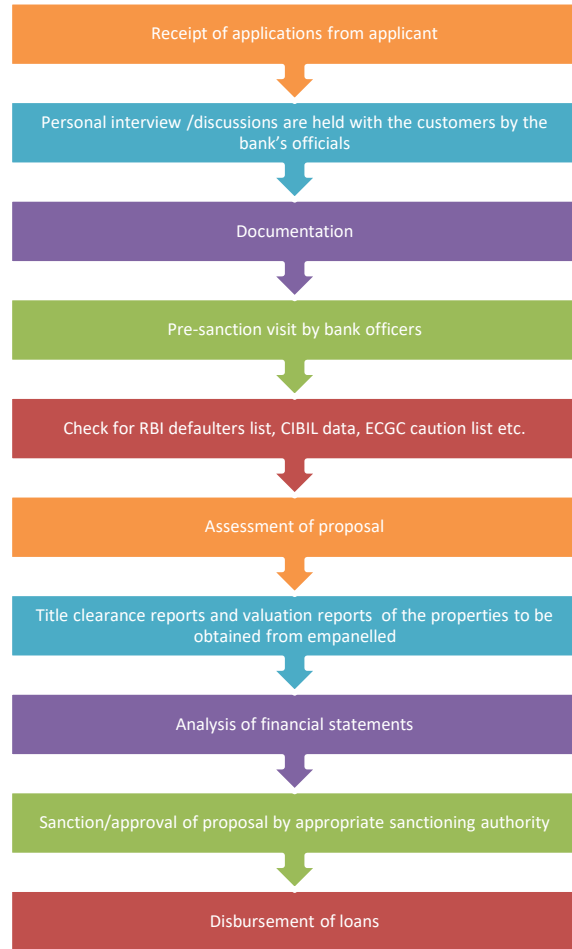 Receipt of applications from applicant
Personal interview /discussions are held with the customers by the
bank’s officials
Documentation
Pre-sanction visit by bank officers
Check for RBI defaulters list, CIBIL data, ECGC caution list etc.
Assessment of proposal
Title clearance reports and valuation reports of the properties to be
obtained from empanelled
Analysis of financial statements
Sanction/approval of proposal by appropriate sanctioning authority
Disbursement of loans